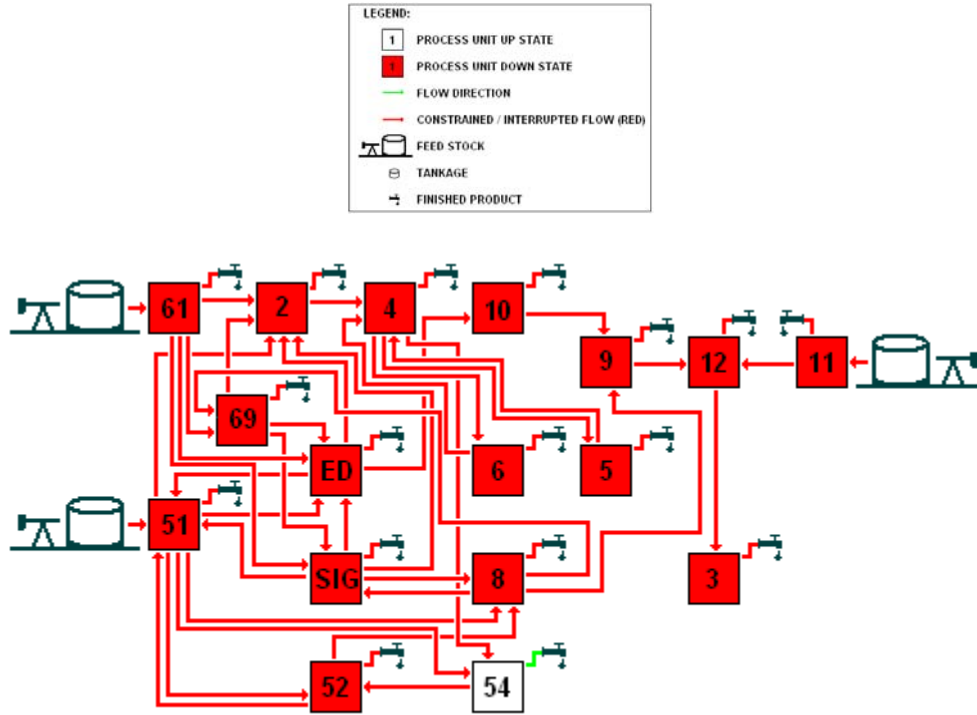 LEGEND:
1 PROCESS UNIT UP STATE
1 PROCESS UNIT DOWN STATE
FLOW DIRECTION
CONSTRAINED / INTERRUPTED FLOW (RED)
FEED STOCK
TANKAGE
FINISHED PRODUCT
61 2 4 10
9 12 11
69
ED 6 5
51
SIG 8 3
52 54